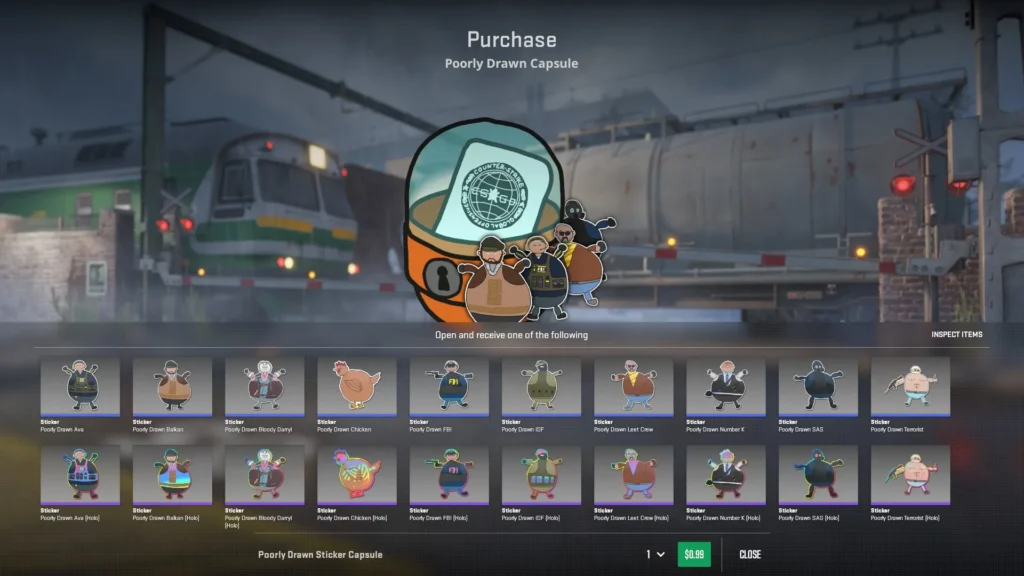 Purchase
Poorly Drawn Capsule
COUNTER-STRIKE
Open and receive one of the following
INSPECT ITEMS
Sticker
Poorly Drawn Ava
Sticker
Poorly Drawn Balkan
Sticker
Poorly Drawn Bloody Darryl
Sticker
Poorly Drawn Chicken
FBI
Sticker
Poorly Drawn FBI
Sticker
Poorly Drawn IDF
Sticker
Poorly Drawn Leet Crew
Sticker
Poorly Drawn Number K
Sticker
Poorly Drawn SAS
Sticker
Poorly Drawn Terrorist
Sticker
Poorly Drawn Ava (Holo)
Sticker
Poorly Drawn Balkan (Holo)
Sticker
Poorly Drawn Bloody Darryl
(Holo)
Sticker
Poorly Drawn Chicken (Holo)
FBI
Sticker
Poorly Drawn FBI (Holo)
Sticker
Poorly Drawn IDF (Holo)
Sticker
Poorly Drawn Leet Crew (Holo)
Sticker
Poorly Drawn Number K (Holo)
Sticker
Poorly Drawn SAS (Holo)
Sticker
Poorly Drawn Terrorist (Holo)
Poorly Drawn Sticker Capsule
1
$0.99
CLOSE